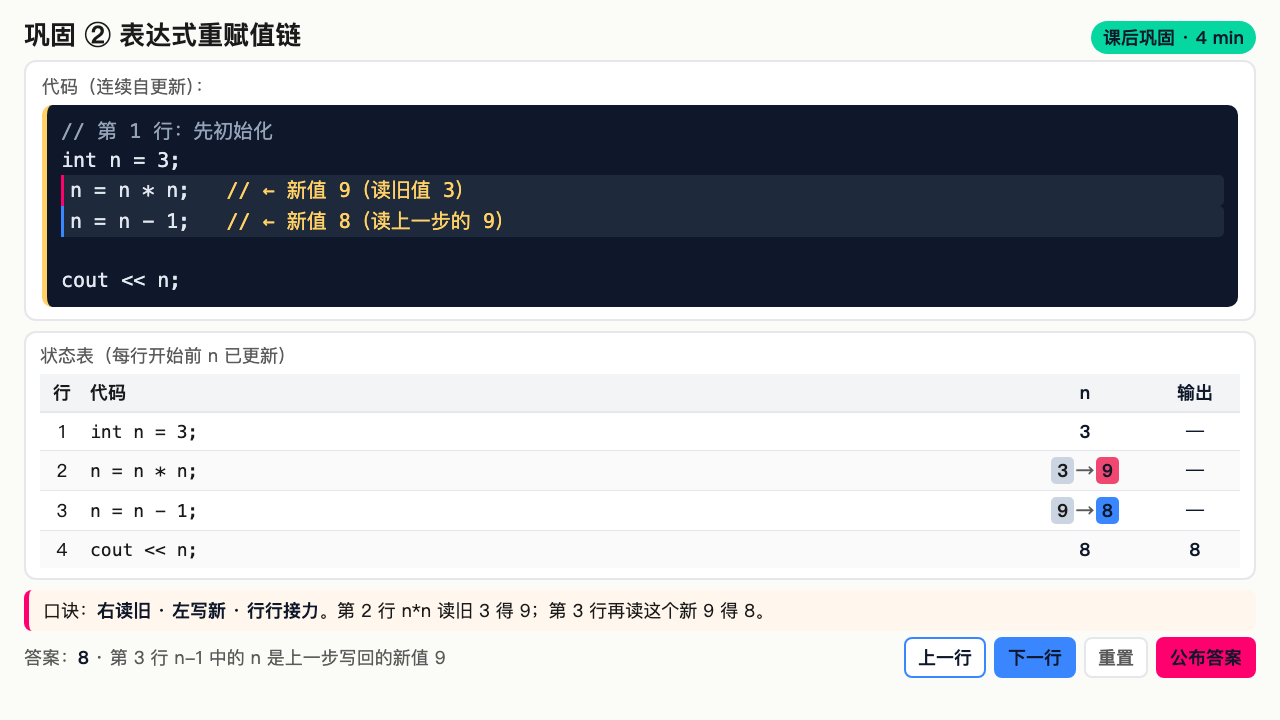 巩固 ② 表达式重赋值链
课后巩固 · 4 min
代码（连续自更新）：
// 第 1 行：先初始化
int n = 3;
n = n * n;   // ← 新值 9（读旧值 3）
n = n - 1;   // ← 新值 8（读上一步的 9）
cout << n;
状态表（每行开始前 n 已更新）
行 代码 n 输出
1 int n = 3; 3 —
2 n = n * n; 3→9 —
3 n = n - 1; 9→8 —
4 cout << n; 8 8
口诀：右读旧 · 左写新 · 行行接力。第 2 行 n*n 读旧 3 得 9；第 3 行再读这个新 9 得 8。
答案：8 · 第 3 行 n−1 中的 n 是上一步写回的新值 9
上一行 下一行 重置 公布答案